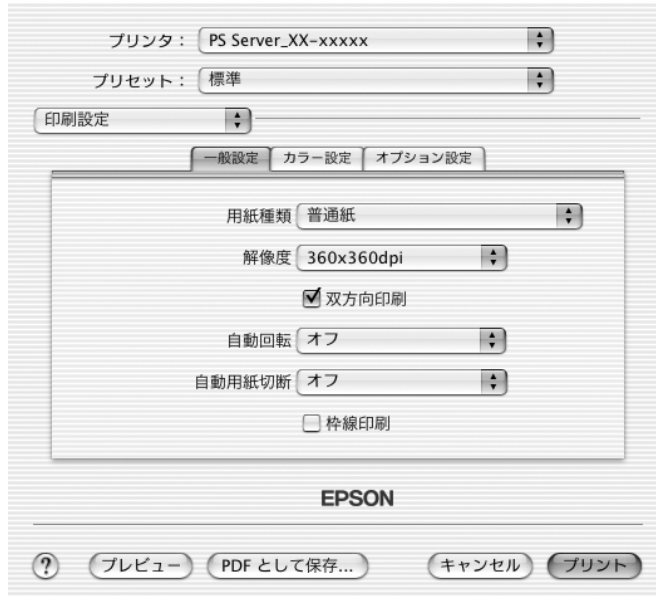 プリンタ： PS Server_XX-xxxxx
プリセット： 標準
印刷設定
一般設定 カラー設定 オプション設定
用紙種類 普通紙
解像度 360x360dpi
双方向印刷
自動回転 オフ
自動用紙切断 オフ
枠線印刷
EPSON
? プレビュー PDF として保存... キャンセル プリント